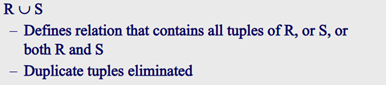 R ∪ S
– Defines relation that contains all tuples of R, or S, or
both R and S
– Duplicate tuples eliminated